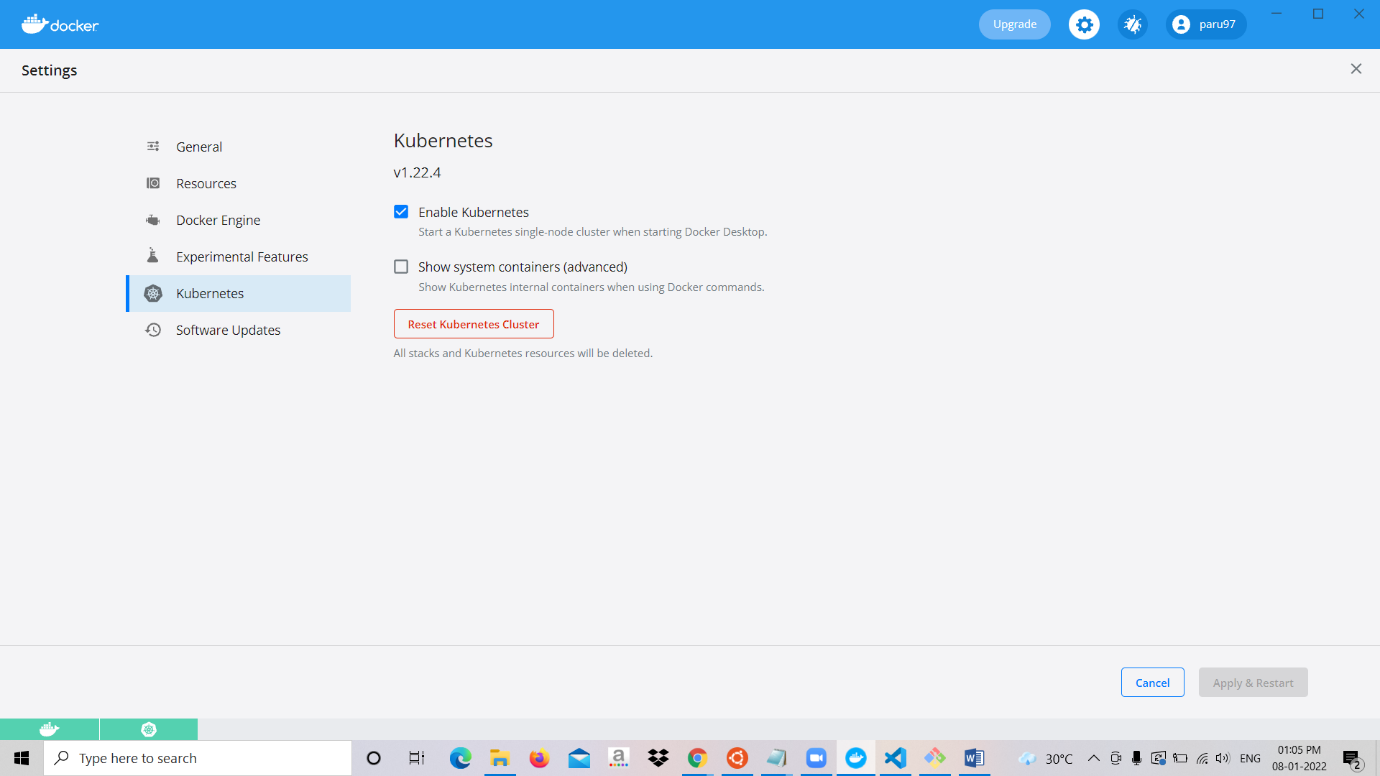 docker
Upgrade
paru97
Settings
General
Resources
Docker Engine
Experimental Features
Kubernetes
Software Updates
Kubernetes
v1.22.4
Enable Kubernetes
Start a Kubernetes single-node cluster when starting Docker Desktop.
Show system containers (advanced)
Show Kubernetes internal containers when using Docker commands.
Reset Kubernetes Cluster
All stacks and Kubernetes resources will be deleted.
Cancel
Apply & Restart
Type here to search
a
30°C
ENG
01:05 PM
08-01-2022
2